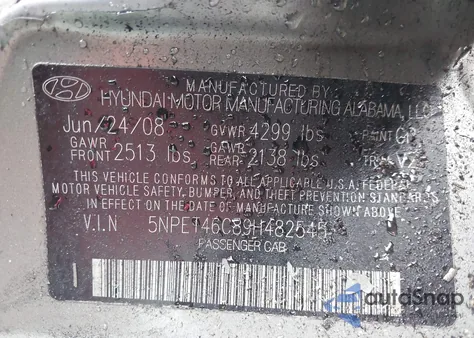 MANUFACTURED BY
HYUNDAI MOTOR MANUFACTURING ALABAMA, LLC
Jun/24/08 GVWR 4299 lbs PAINT
GAWR GAWR
FRONT 2513 lbs REAR 2138 lbs
THIS VEHICLE CONFORMS TO ALL APPLICABLE U.S.A. FEDERAL
MOTOR VEHICLE SAFETY, BUMPER, AND THEFT PREVENTION STANDARDS
IN EFFECT ON THE DATE OF MANUFACTURE SHOWN ABOVE.
V.I.N 5NPET46C89H482545
PASSENGER CAR
autoSnap